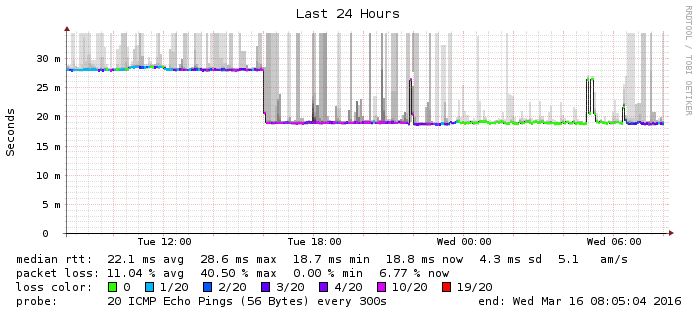 Last 24 Hours
RRDTOOL / TOBI OETIKER
Seconds
30 m
25 m
20 m
15 m
10 m
5 m
0
Tue 12:00 Tue 18:00 Wed 00:00 Wed 06:00
median rtt: 22.1 ms avg 28.6 ms max 18.7 ms min 18.8 ms now 4.3 ms sd 5.1 am/s
packet loss: 11.04 % avg 40.50 % max 0.00 % min 6.77 % now
loss color: 0 1/20 2/20 3/20 4/20 10/20 19/20
probe: 20 ICMP Echo Pings (56 Bytes) every 300s end: Wed Mar 16 08:05:04 2016